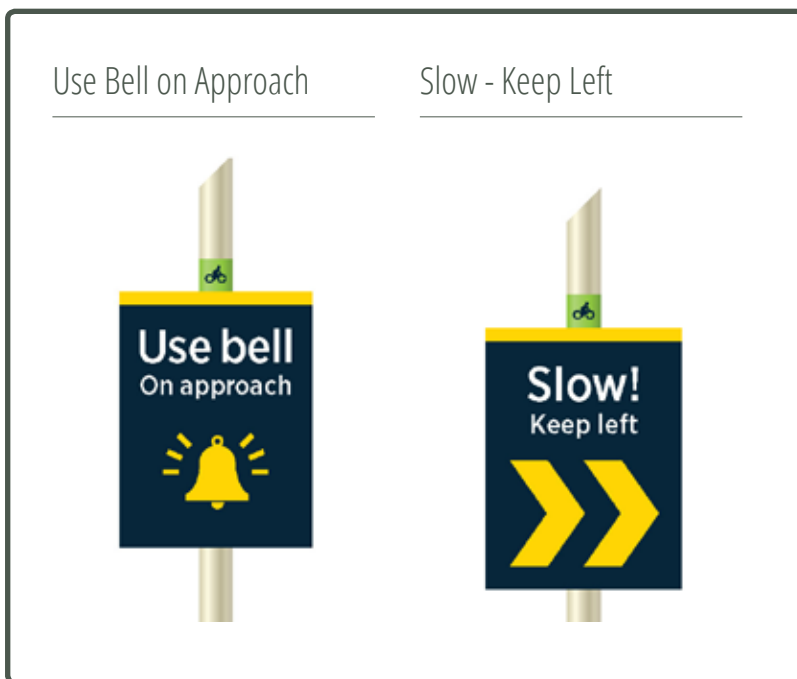 Use Bell on Approach
Slow - Keep Left
Use bell
On approach
Slow!
Keep left